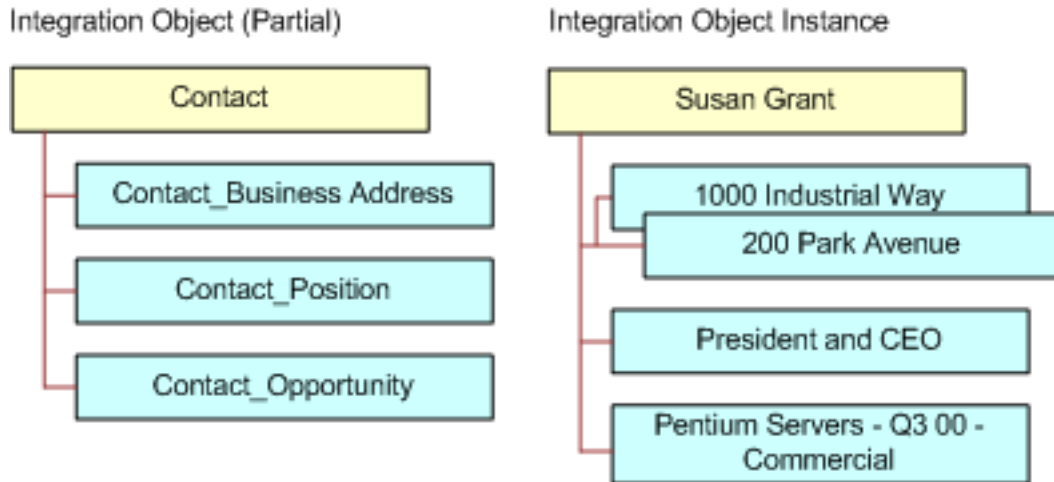 Integration Object (Partial)
Contact
Contact_Business Address
Contact_Position
Contact_Opportunity
Integration Object Instance
Susan Grant
1000 Industrial Way
200 Park Avenue
President and CEO
Pentium Servers - Q3 00 -
Commercial